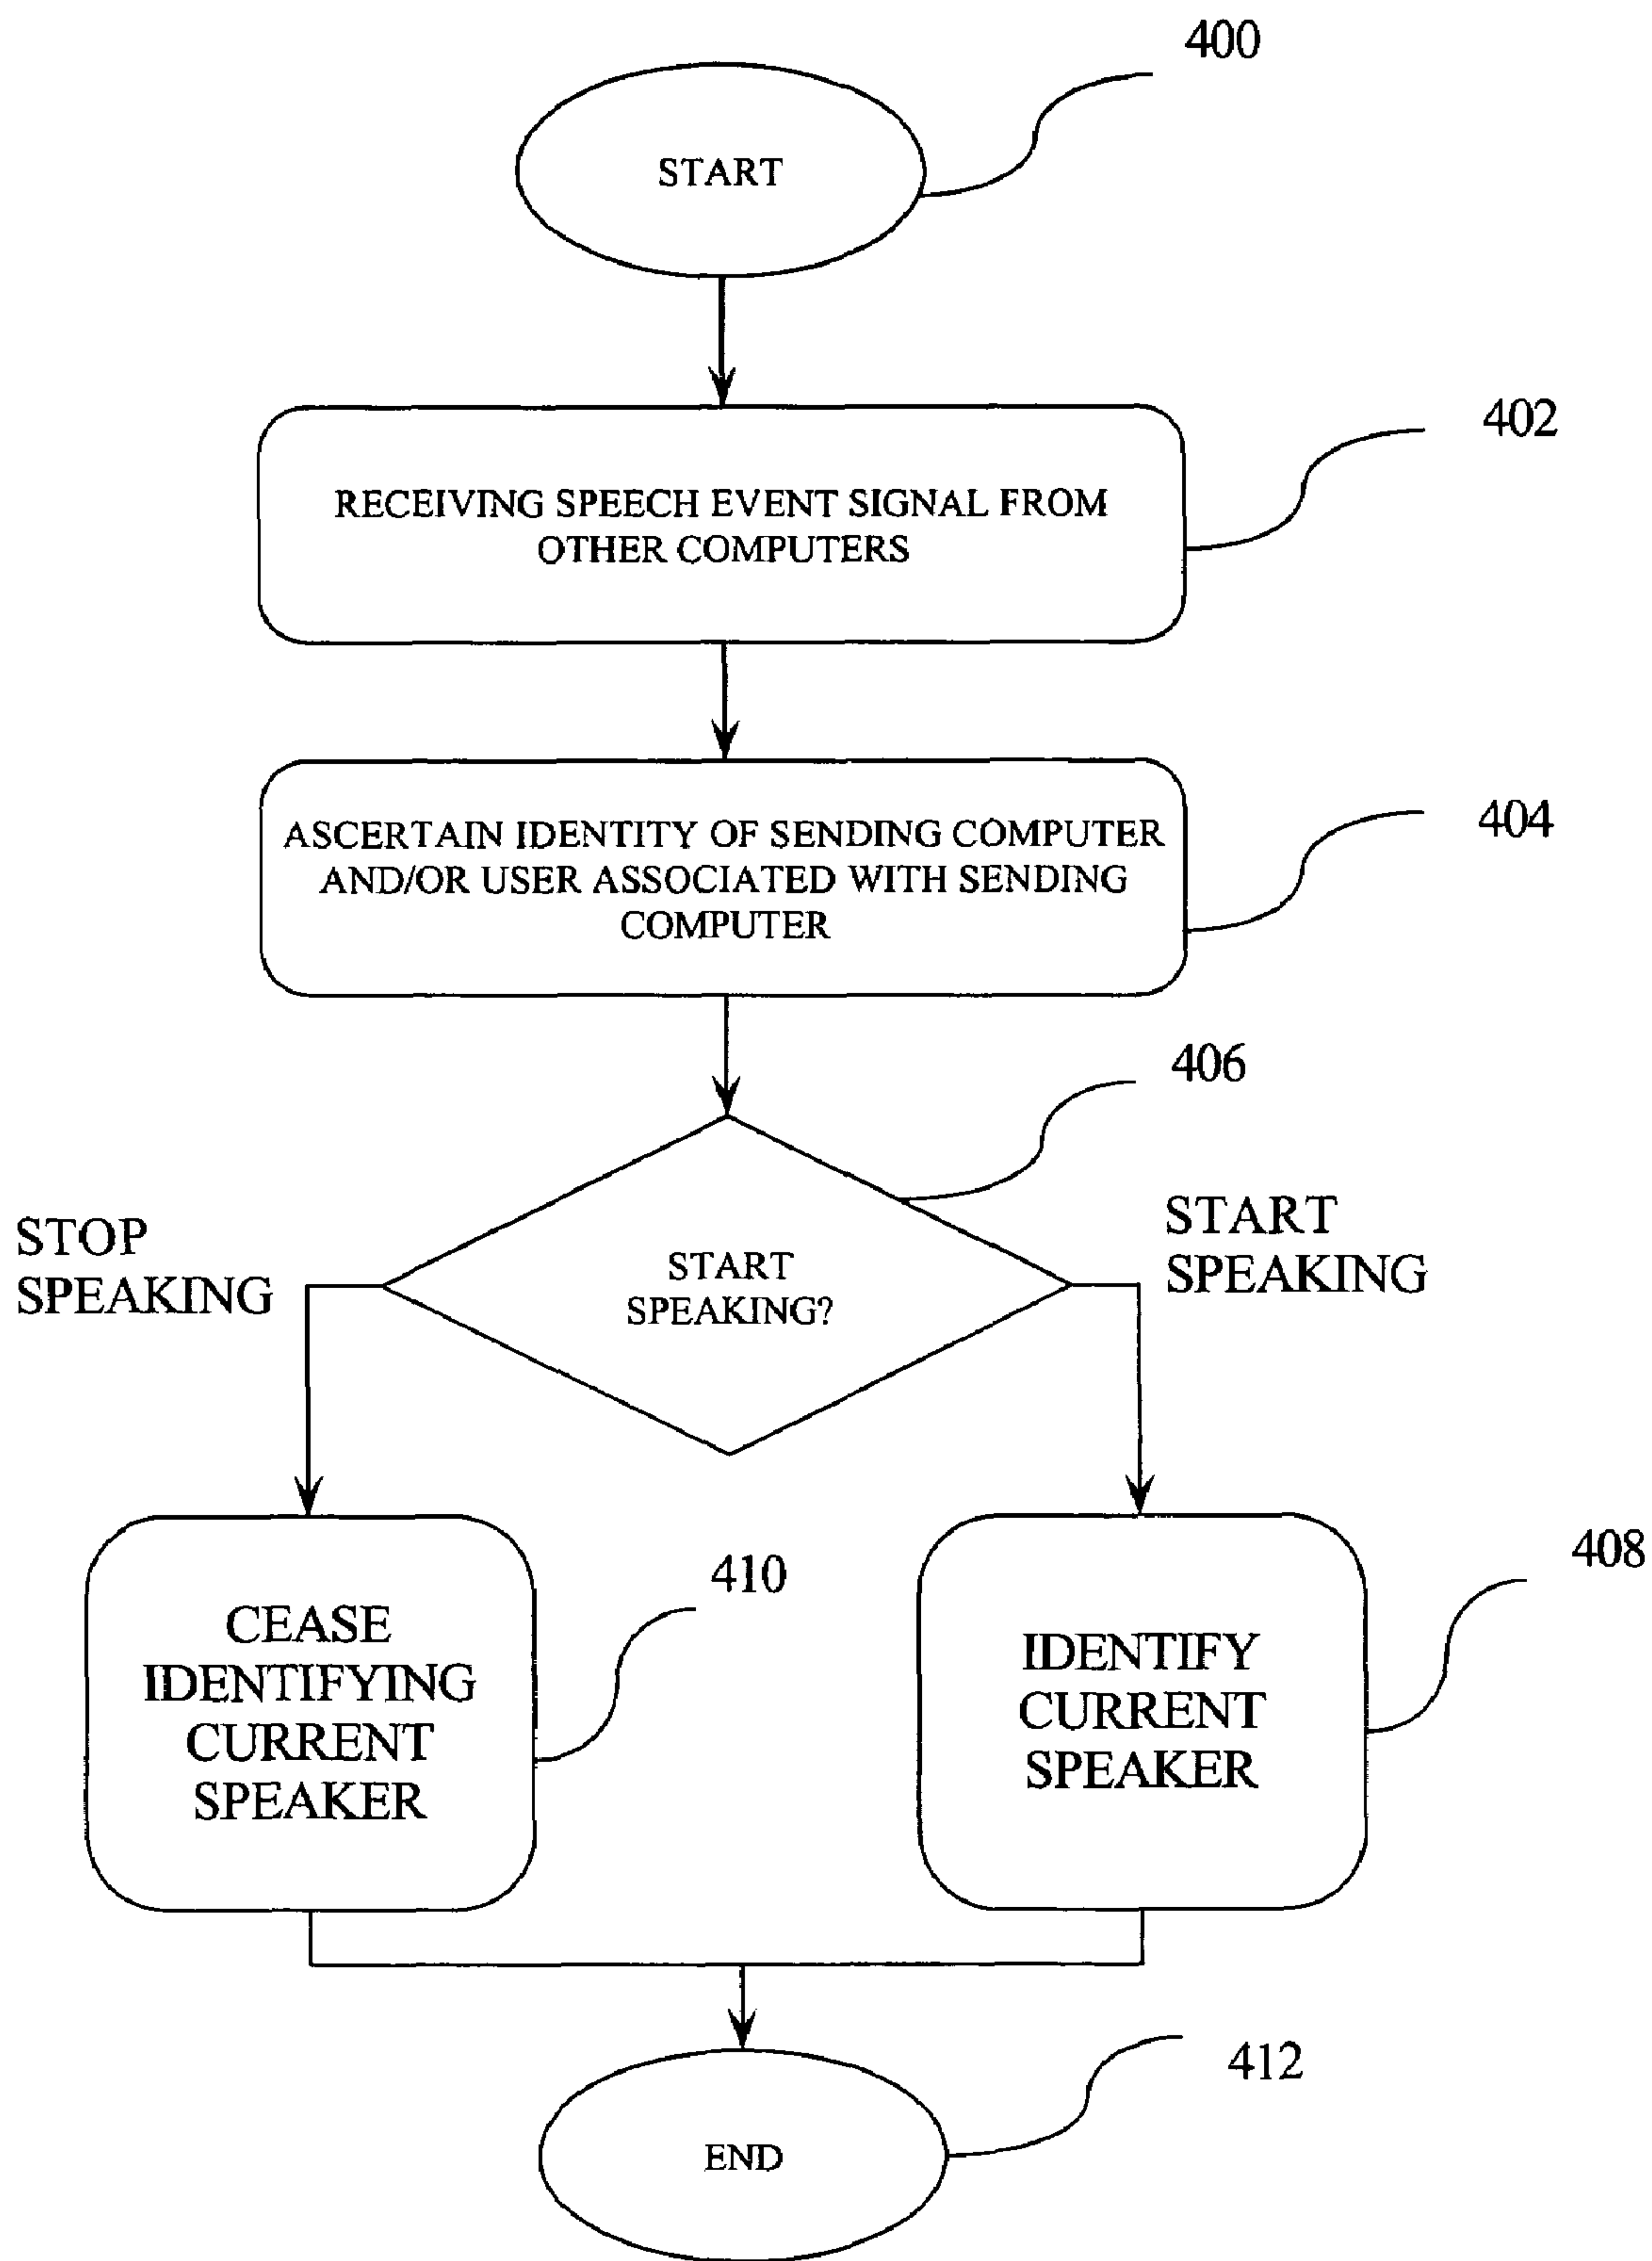 400
START
402
RECEIVING SPEECH EVENT SIGNAL FROM
OTHER COMPUTERS
404
ASCERTAIN IDENTITY OF SENDING COMPUTER
AND/OR USER ASSOCIATED WITH SENDING
COMPUTER
406
STOP
SPEAKING
START
SPEAKING?
START
SPEAKING
410
CEASE
IDENTIFYING
CURRENT
SPEAKER
408
IDENTIFY
CURRENT
SPEAKER
412
END